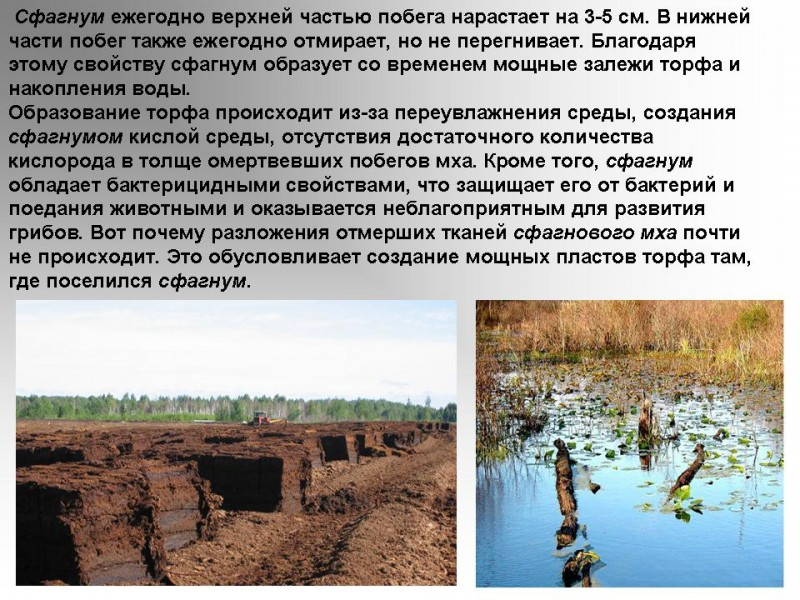 Сфагнум ежегодно верхней частью побега нарастает на 3-5 см. В нижней
части побег также ежегодно отмирает, но не перегнивает. Благодаря
этому свойству сфагнум образует со временем мощные залежи торфа и
накопления воды.
Образование торфа происходит из-за переувлажнения среды, создания
сфагнумом кислой среды, отсутствия достаточного количества
кислорода в толще омертвевших побегов мха. Кроме того, сфагнум
обладает бактерицидными свойствами, что защищает его от бактерий и
поедания животными и оказывается неблагоприятным для развития
грибов. Вот почему разложения отмерших тканей сфагнового мха почти
не происходит. Это обусловливает создание мощных пластов торфа там,
где поселился сфагнум.